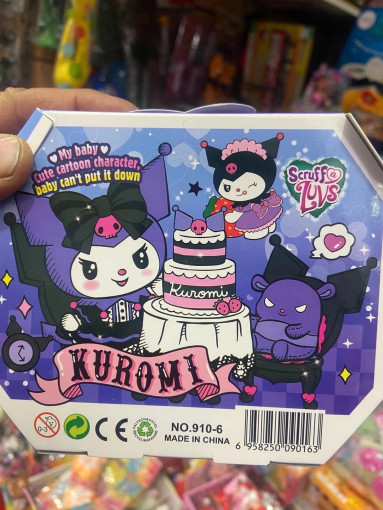 My baby
cute cartoon character,
baby can't put it down
Scruff a
Luvs
Kuromi
KUROMI
0-3
CE
NO.910-6
MADE IN CHINA
6 958250 090163